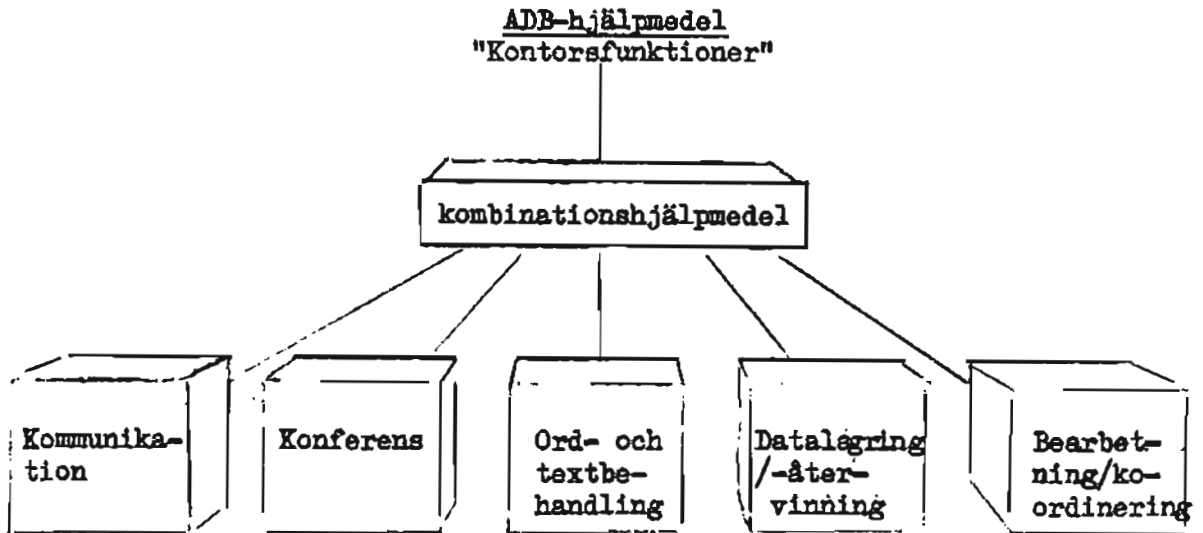 ADB-hjälpmedel
"Kontorsfunktioner"
kombinationshjälpmedel
Kommunika-
tion
Konferens
Ord- och
textbe-
handling
Datalagring
/-åter-
vinning
Bearbet-
ning/ko-
ordinering